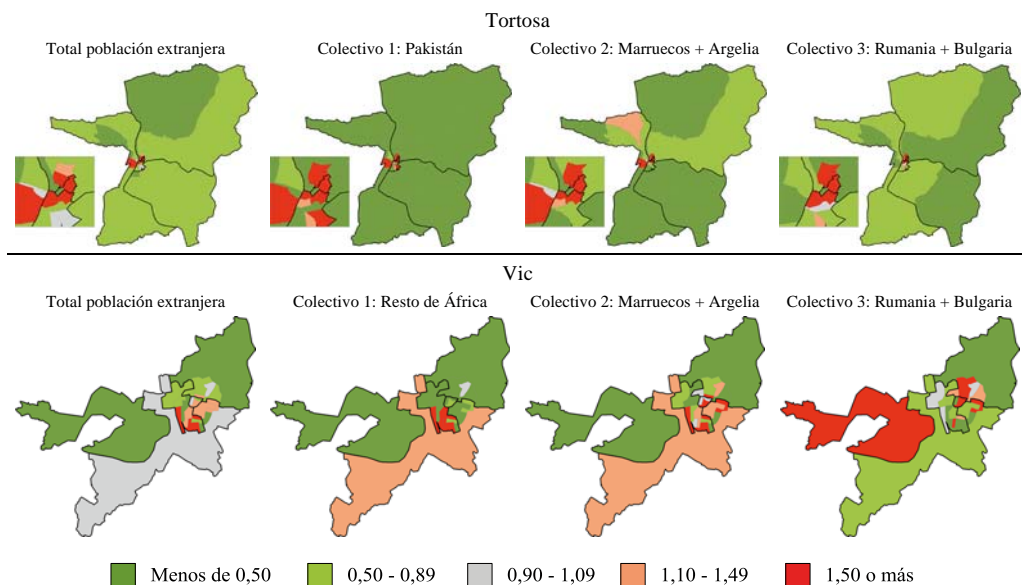 Tortosa
Total población extranjera
Colectivo 1: Pakistán
Colectivo 2: Marruecos + Argelia
Colectivo 3: Rumania + Bulgaria
Vic
Total población extranjera
Colectivo 1: Resto de África
Colectivo 2: Marruecos + Argelia
Colectivo 3: Rumania + Bulgaria
Menos de 0,50
0,50 - 0,89
0,90 - 1,09
1,10 - 1,49
1,50 o más